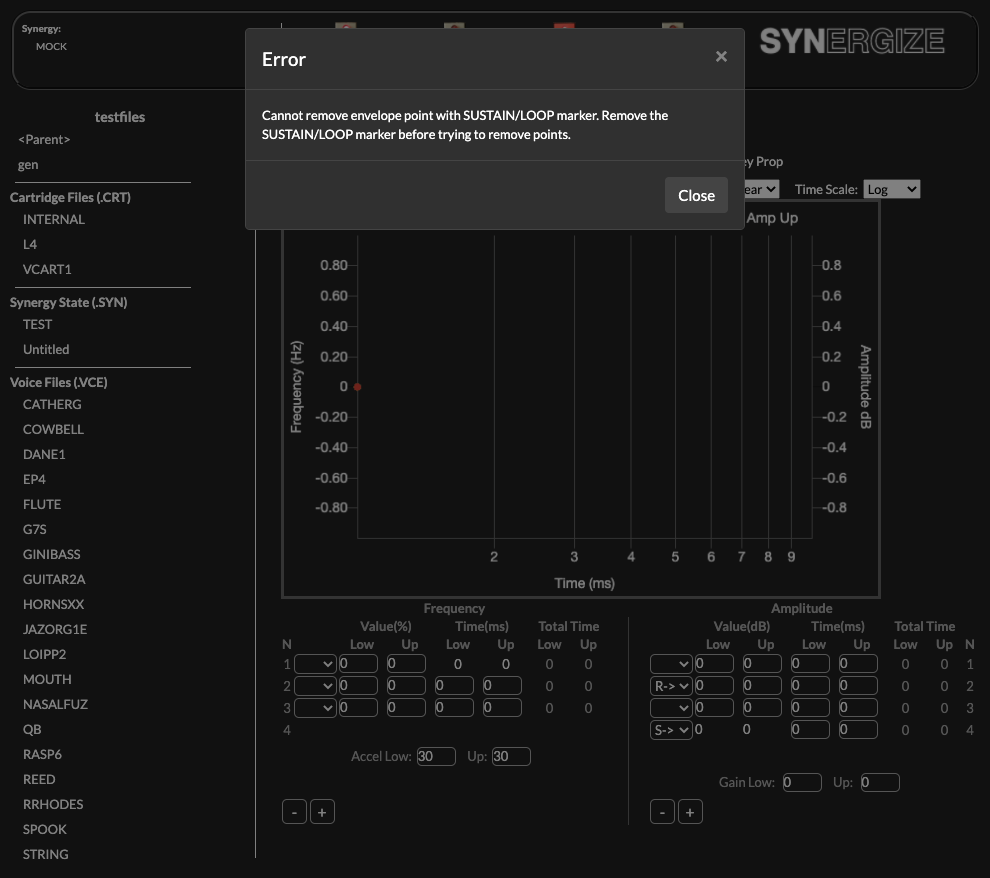 Synergy:
MOCK
SYNERGIZE
Error
×
Cannot remove envelope point with SUSTAIN/LOOP marker. Remove the
SUSTAIN/LOOP marker before trying to remove points.
Close
testfiles
<Parent>
gen
Cartridge Files (.CRT)
INTERNAL
L4
VCART1
Synergy State (.SYN)
TEST
Untitled
Voice Files (.VCE)
CATHERG
COWBELL
DANE1
EP4
FLUTE
G7S
GINIBASS
GUITAR2A
HORNSXX
JAZORG1E
LOIPP2
MOUTH
NASALFUZ
QB
RASP6
REED
RRHODES
SPOOK
STRING
Prop
Time Scale: Log
Amp Up
0.80 0.8
0.60 0.6
0.40 0.4
0.20 0.2
0 0
-0.20 -0.2
-0.40 -0.4
-0.60 -0.6
-0.80 -0.8
Frequency (Hz)
Amplitude dB
2 3 4 5 6 7 8 9
Time (ms)
Frequency
Value(%) Time(ms) Total Time
N Low Up Low Up Low Up
1 0 0 0 0 0 0
2 0 0 0 0 0 0
3 0 0 0 0 0 0
4
Accel Low: 30 Up: 30
- +
Amplitude
Value(dB) Time(ms) Total Time
Low Up Low Up Low Up N
0 0 0 0 0 0 1
R-> 0 0 0 0 0 0 2
0 0 0 0 0 0 3
S-> 0 0 0 0 0 0 4
Gain Low: 0 Up: 0
- +